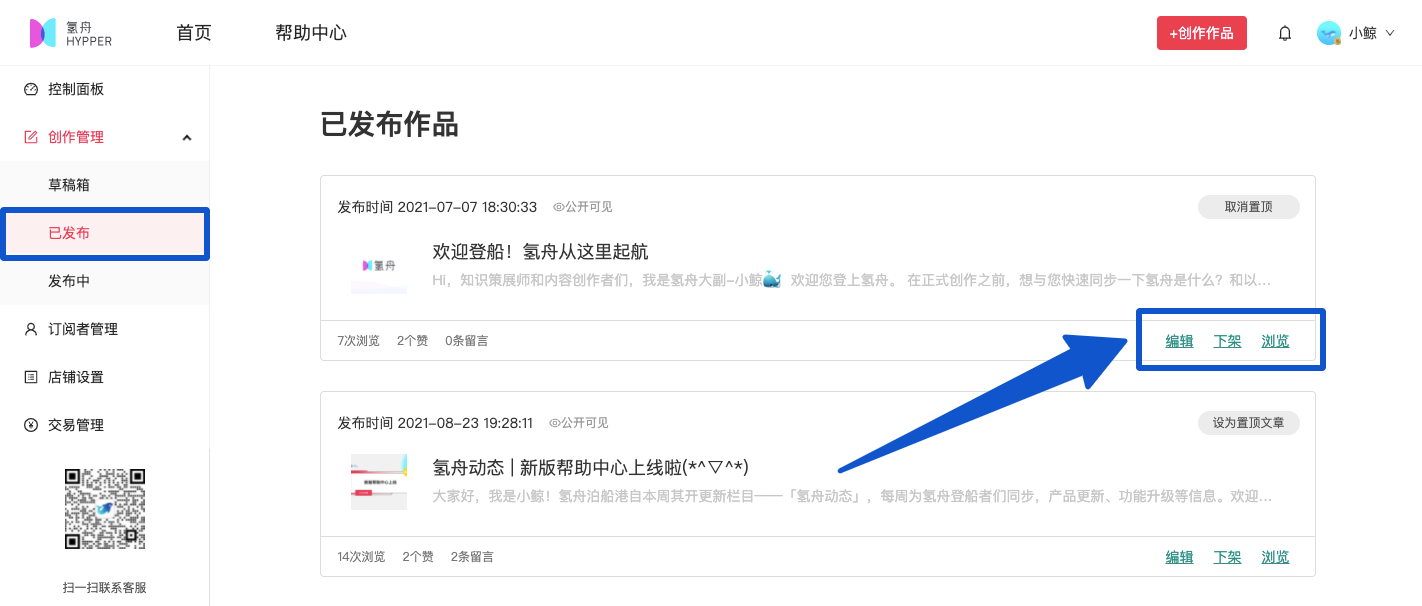 氢舟
HYPPER
首页
帮助中心
+创作作品
小鲸
控制面板
创作管理
草稿箱
已发布
发布中
订阅者管理
店铺设置
交易管理
扫一扫联系客服
已发布作品
发布时间 2021-07-07 18:30:33 公开可见
取消置顶
氢舟
欢迎登船！氢舟从这里起航
Hi，知识策展师和内容创作者们，我是氢舟大副-小鲸🐳 欢迎您登上氢舟。 在正式创作之前，想与您快速同步一下氢舟是什么？和以…
7次浏览 2个赞 0条留言
编辑 下架 浏览
发布时间 2021-08-23 19:28:11 公开可见
设为置顶文章
新版帮助中心上线
氢舟动态 | 新版帮助中心上线啦(*^▽^*)
大家好，我是小鲸！氢舟泊船港自本周其开更新栏目——「氢舟动态」，每周为氢舟登船者们同步，产品更新、功能升级等信息。欢迎…
14次浏览 2个赞 2条留言
编辑 下架 浏览